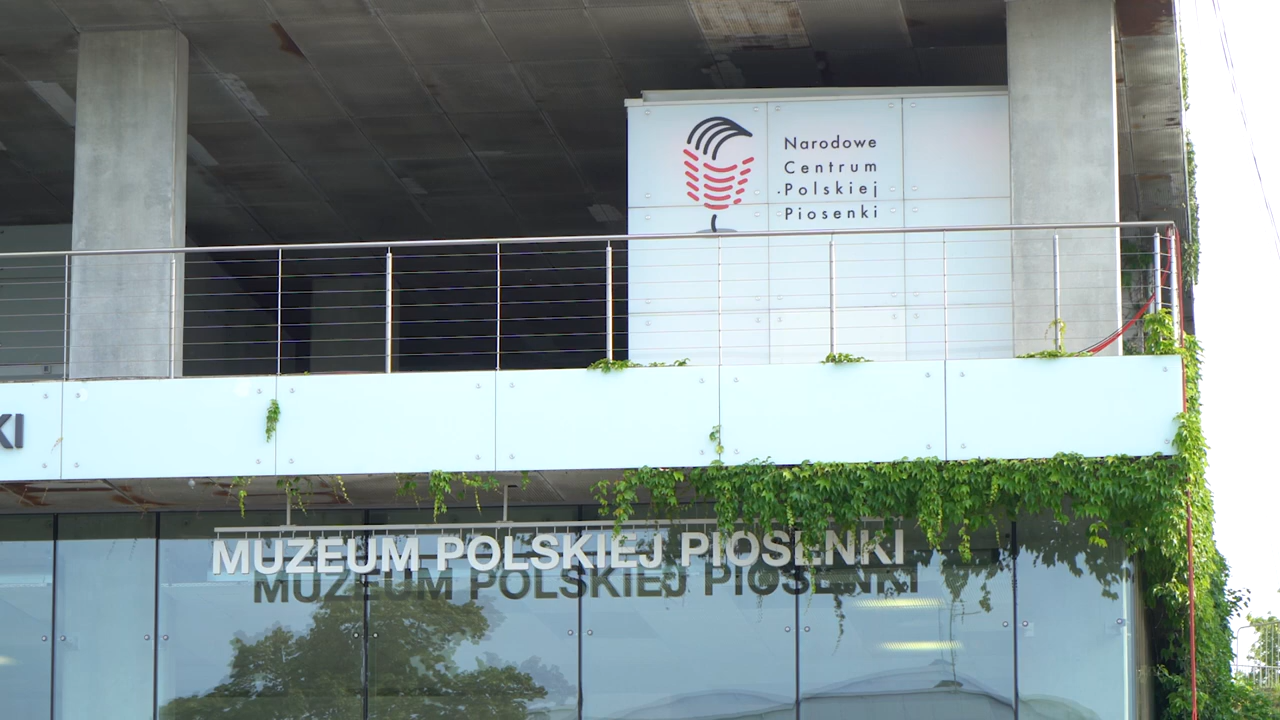 Narodowe
Centrum
Polskiej
Piosenki
KI
MUZEUM POLSKIEJ PIOSENKI